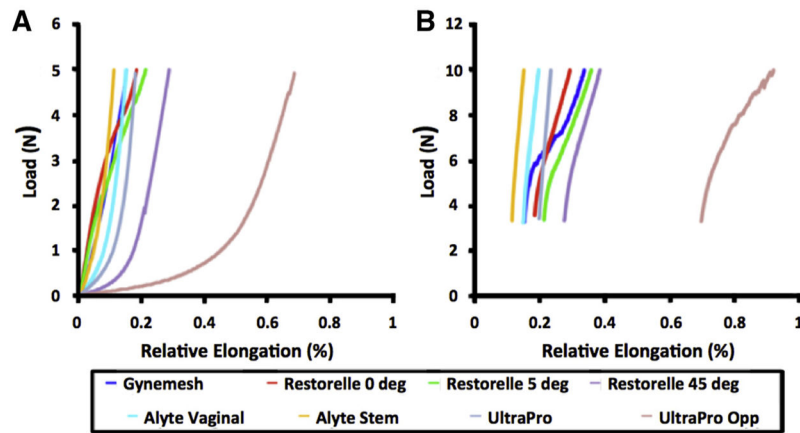 A
B
6
5
4
3
2
1
0
Load (N)
0 0.2 0.4 0.6 0.8 1
Relative Elongation (%)
12
10
8
6
4
2
0
Load (N)
0 0.2 0.4 0.6 0.8 1
Relative Elongation (%)
Gynemesh Restorelle 0 deg Restorelle 5 deg Restorelle 45 deg
Alyte Vaginal Alyte Stem UltraPro UltraPro Opp